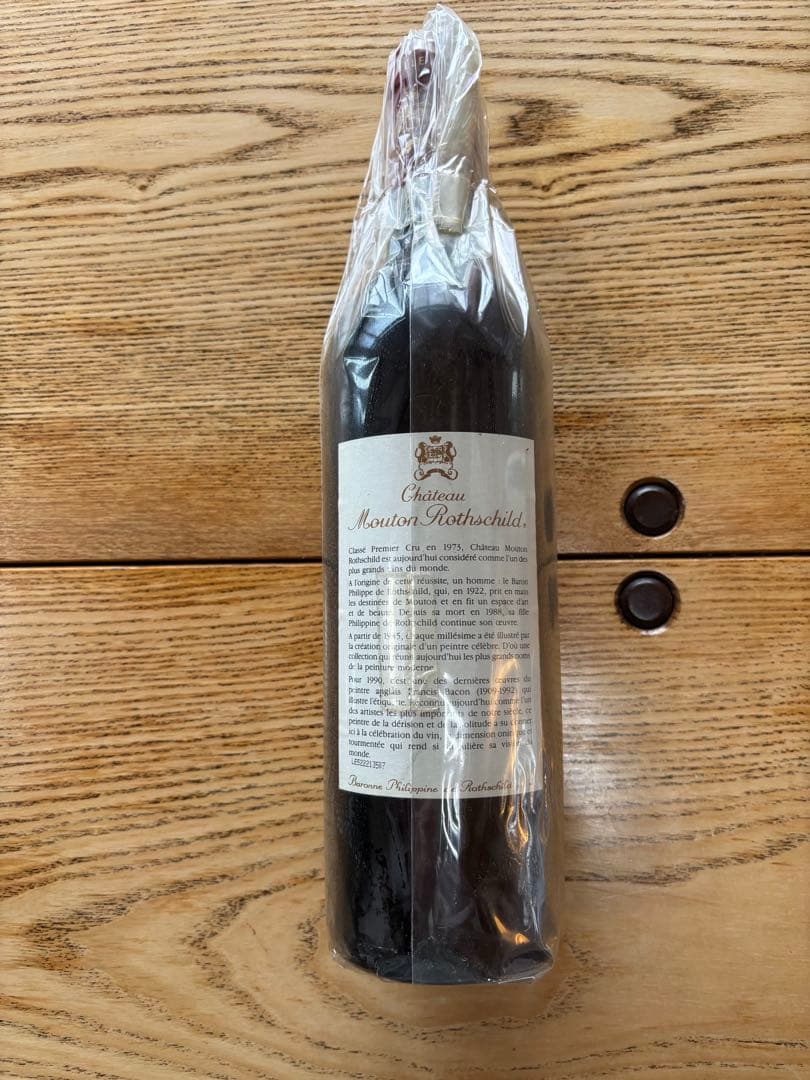 E
Château
Mouton Rothschild
Classé Premier Cru en 1973, Château Mouton
Rothschild est aujourd'hui considéré comme l'un des
plus grands vins du monde.
A l'origine de cette réussite, un homme : le Baron
Philippe de Rothschild, qui, en 1922, prit en mains
les destinées de Mouton et en fit un espace d'art
et de beauté. Depuis sa mort en 1988, sa fille
Philippine de Rothschild continue son œuvre.
A partir de 1945, chaque millésime a été illustré par
la création originale d'un peintre célèbre. D'où une
collection qui réunit aujourd'hui les plus grands noms
de la peinture moderne.
Pour 1990, c'est une des dernières œuvres du
peintre anglais Francis Bacon (1909-1992) qui
illustre l'étiquette. Reconnu aujourd'hui comme l'un
des artistes les plus importants de notre siècle, ce
peintre de la dérision et de la solitude a su donner
ici à la célébration du vin, la dimension onirique et
tourmentée qui rend si singulière sa vision du
monde.
Baronne Philippine de Rothschild